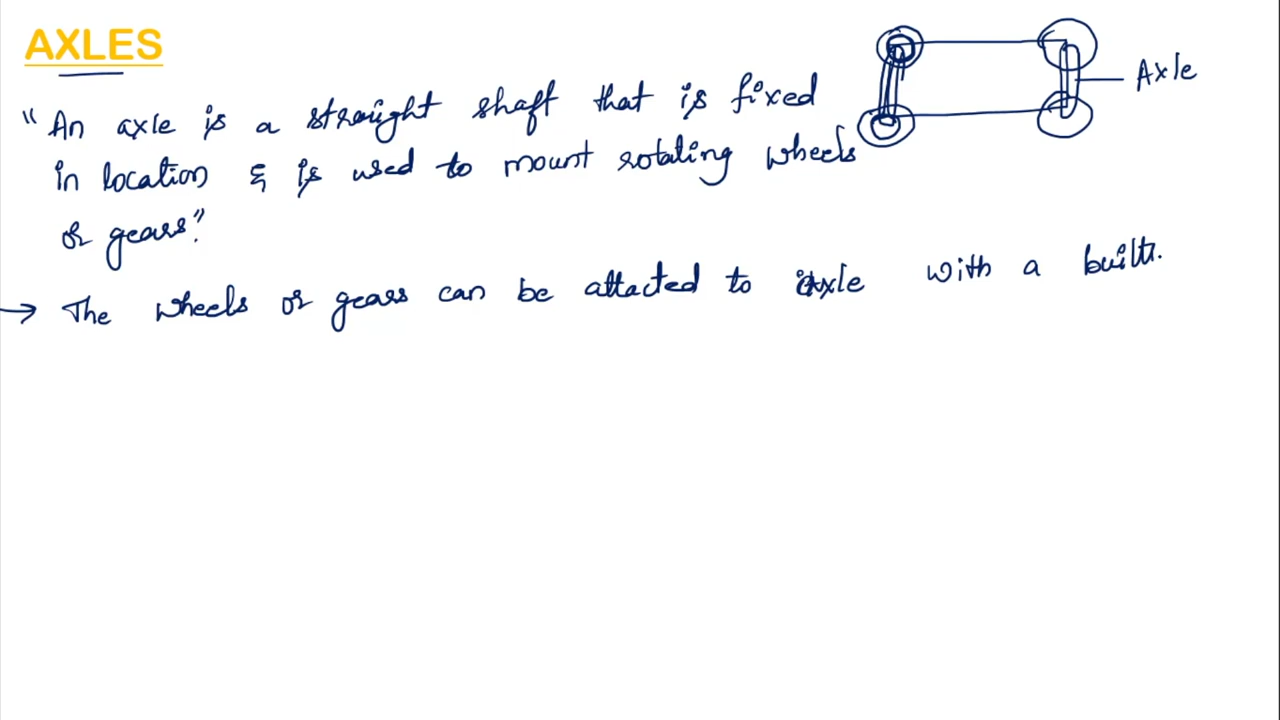 AXLES
"An axle is a straight shaft that is fixed
in location & is used to mount rotating wheels
or gears".
→ The wheels or gears can be attacted to axle with a built.
Axle